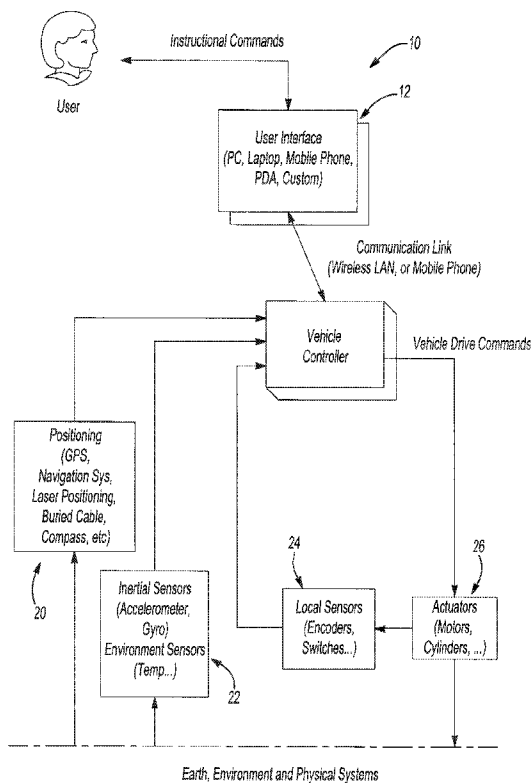 Instructional Commands
10
User
12
User Interface
(PC, Laptop, Mobile Phone,
PDA, Custom)
Communication Link
(Wireless LAN, or Mobile Phone)
Vehicle
Controller
Vehicle Drive Commands
Positioning
(GPS,
Navigation Sys,
Laser Positioning,
Buried Cable,
Compass, etc)
20
Inertial Sensors
(Accelerometer,
Gyro)
Environment Sensors
(Temp...)
22
24
Local Sensors
(Encoders,
Switches...)
26
Actuators
(Motors,
Cylinders, ...)
Earth, Environment and Physical Systems